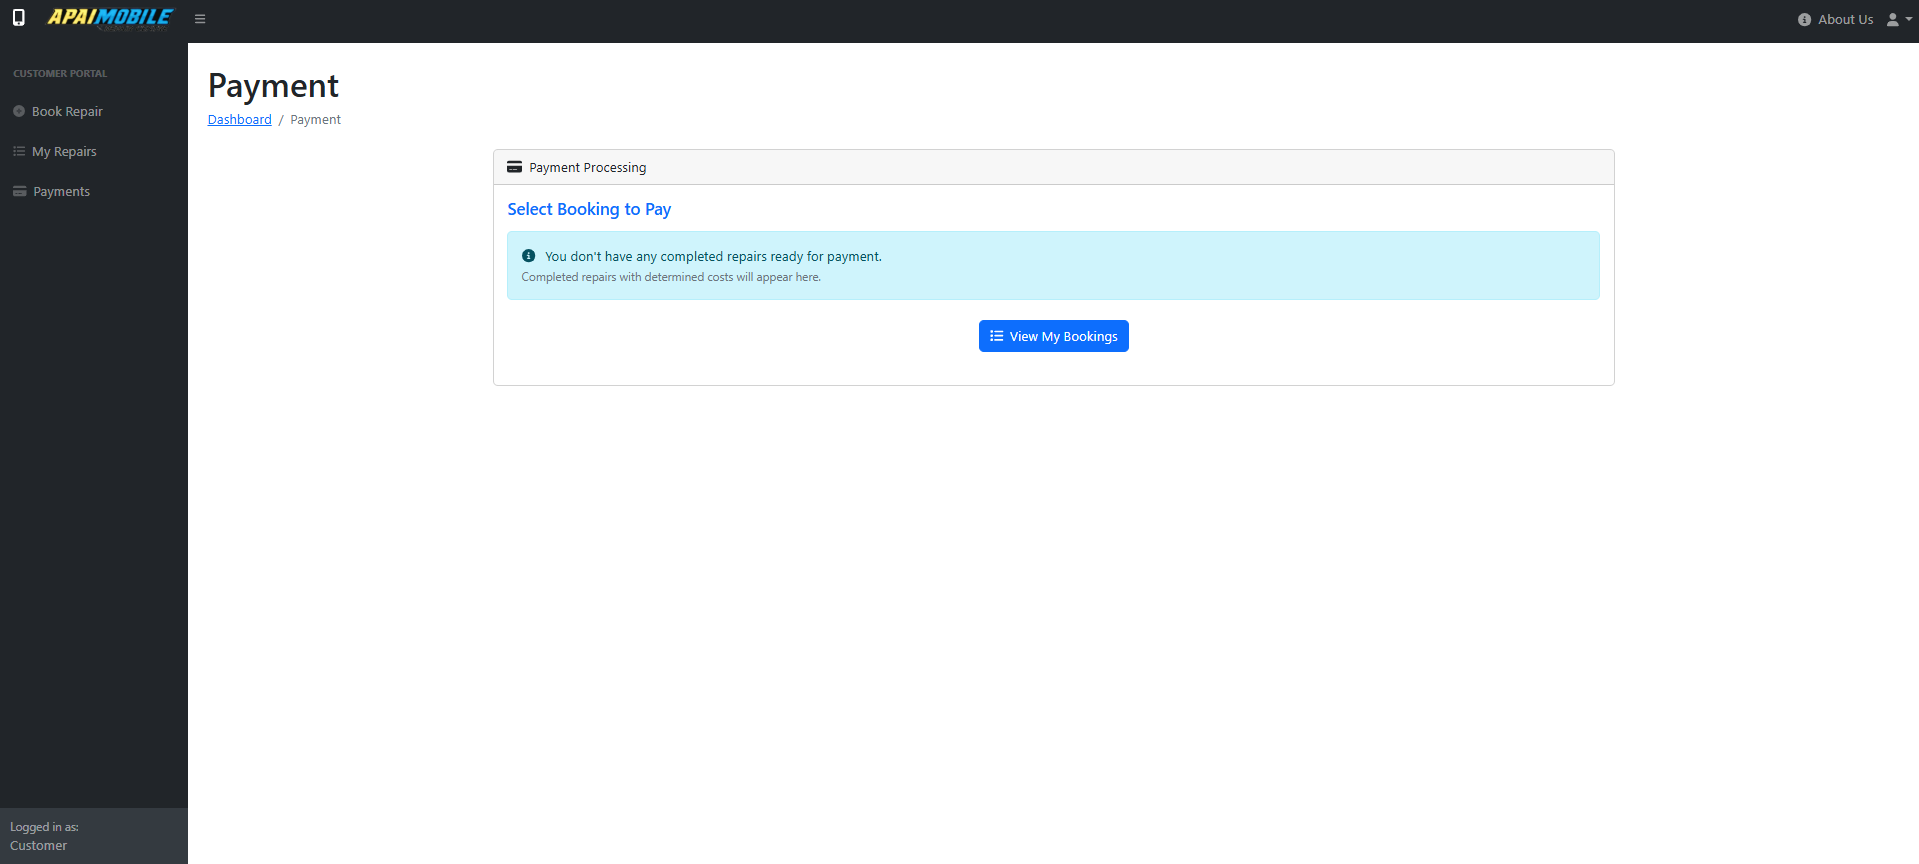 APAIMOBILE
About Us
CUSTOMER PORTAL
Book Repair
My Repairs
Payments
Payment
Dashboard / Payment
Payment Processing
Select Booking to Pay
You don't have any completed repairs ready for payment.
Completed repairs with determined costs will appear here.
View My Bookings
Logged in as:
Customer